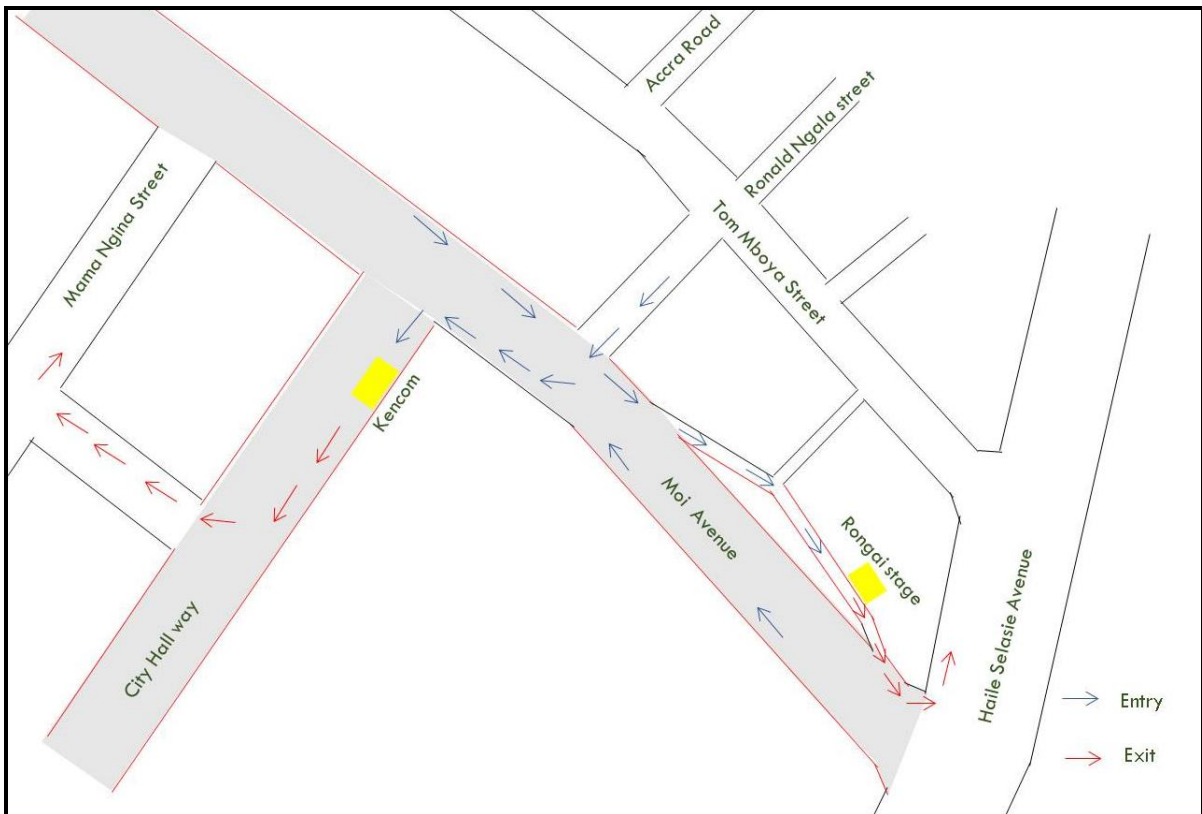 Accra Road
Ronald Ngala street
Mama Ngina Street
Tom Mboya Street
Kencom
Moi Avenue
Rongai stage
City Hall way
Haile Selasie Avenue
Entry
Exit